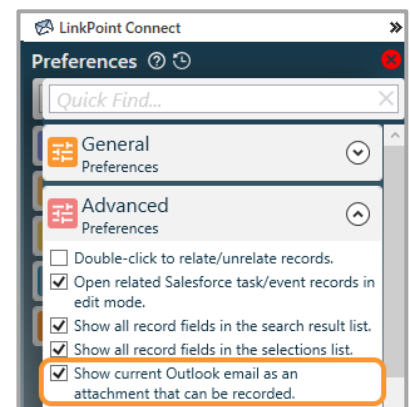 LinkPoint Connect
Preferences
Quick Find...
General
Preferences
Advanced
Preferences
Double-click to relate/unrelate records.
Open related Salesforce task/event records in
edit mode.
Show all record fields in the search result list.
Show all record fields in the selections list.
Show current Outlook email as an
attachment that can be recorded.